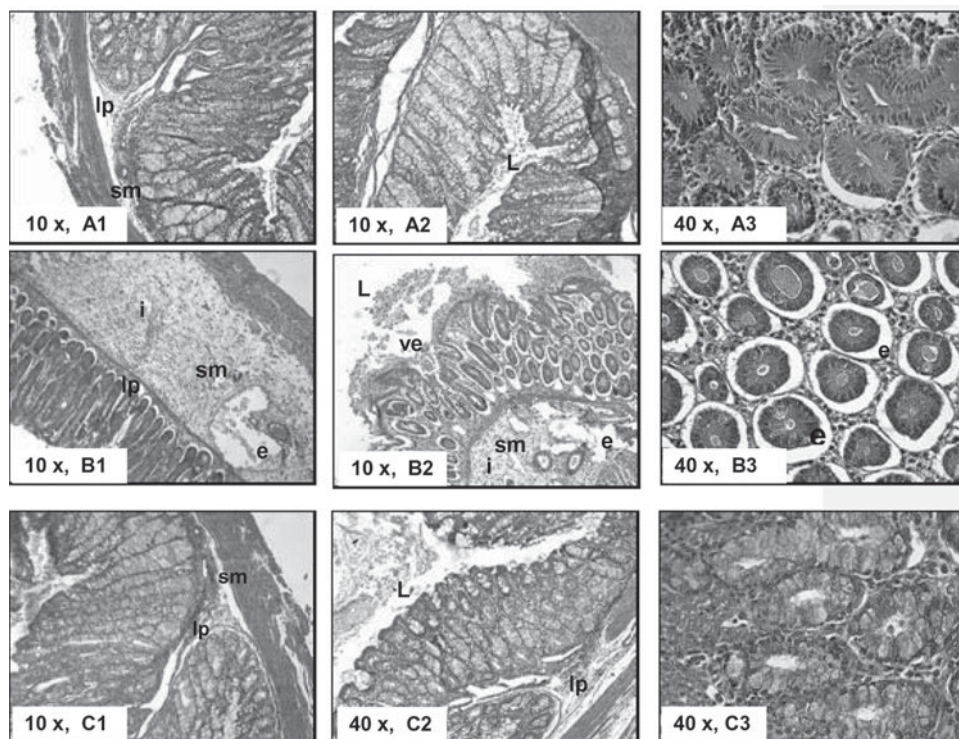 lp
sm
10 x, A1
L
10 x, A2
40 x, A3
i
sm
lp
e
10 x, B1
L
ve
sm
e
i
10 x, B2
e
e
40 x, B3
sm
lp
10 x, C1
L
lp
40 x, C2
40 x, C3